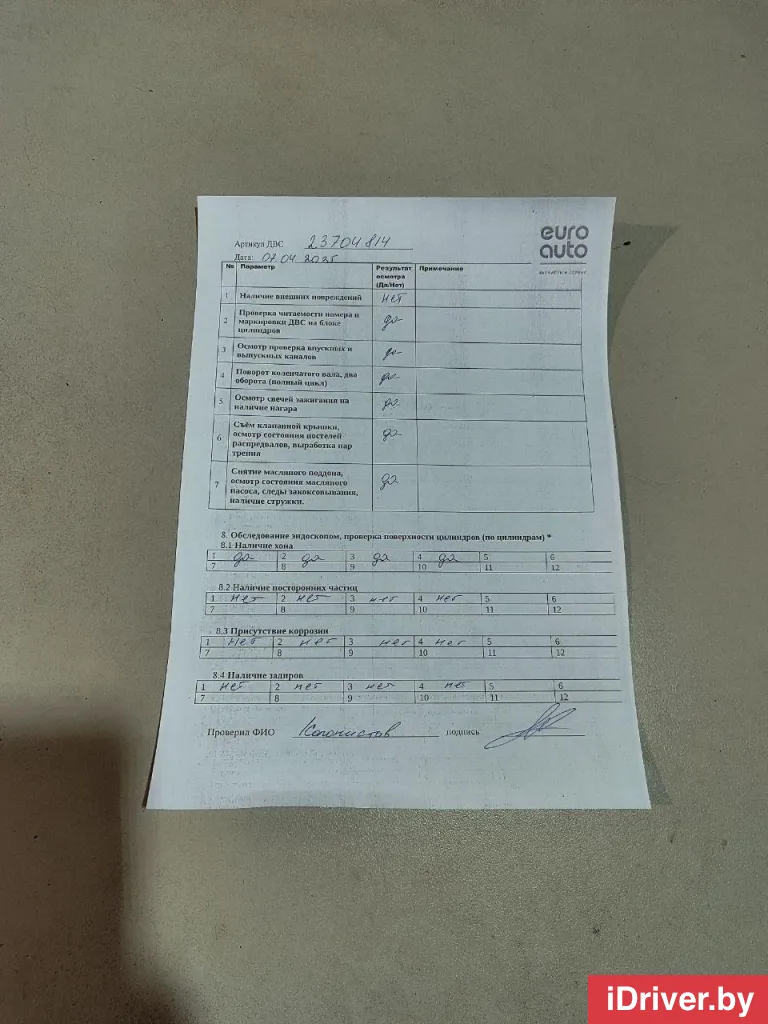 euro
auto
Артикул ДВС 23704814
Дата: 07.04.2025
№ Параметр Результат осмотра (Да/Нет) Примечание
1 Наличие внешних повреждений нет
2 Проверка читаемости номера и маркировки ДВС на блоке цилиндров да
3 Осмотр проверка впускных и выпускных каналов да
4 Поворот коленчатого вала, два оборота (полный цикл) да
5 Осмотр свечей зажигания на наличие нагара да
6 Съём клапанной крышки, осмотр состояния постелей распредвалов, выработка пар трения да
7 Снятие масляного поддона, осмотр состояния масляного насоса, следы закоксовывания, наличие стружки. да
8. Обследование эндоскопом, проверка поверхности цилиндров (по цилиндрам) *
8.1 Наличие хона
1 да 2 да 3 да 4 да 5 6
7 8 9 10 11 12
8.2 Наличие посторонних частиц
1 нет 2 нет 3 нет 4 нет 5 6
7 8 9 10 11 12
8.3 Присутствие коррозии
1 нет 2 нет 3 нет 4 нет 5 6
7 8 9 10 11 12
8.4 Наличие задиров
1 нет 2 нет 3 нет 4 нет 5 6
7 8 9 10 11 12
Проверил ФИО Колонистов подпись
iDriver.by